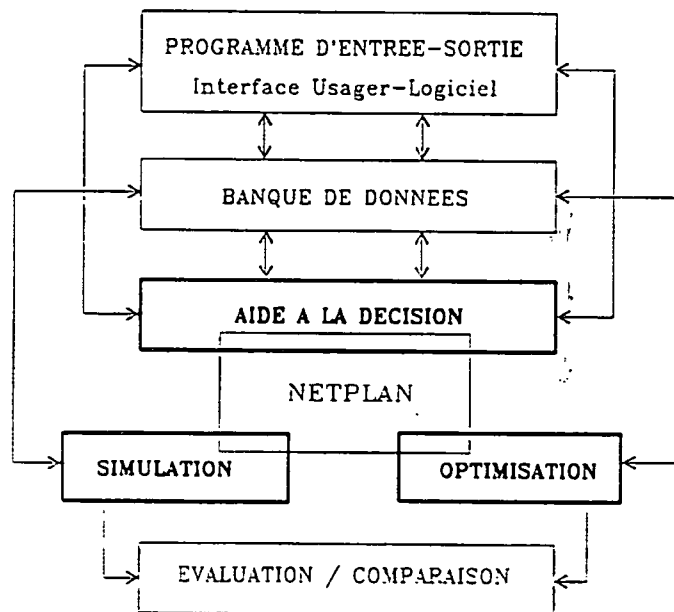 PROGRAMME D'ENTREE-SORTIE
Interface Usager-Logiciel
BANQUE DE DONNEES
AIDE A LA DECISION
NETPLAN
SIMULATION
OPTIMISATION
EVALUATION / COMPARAISON